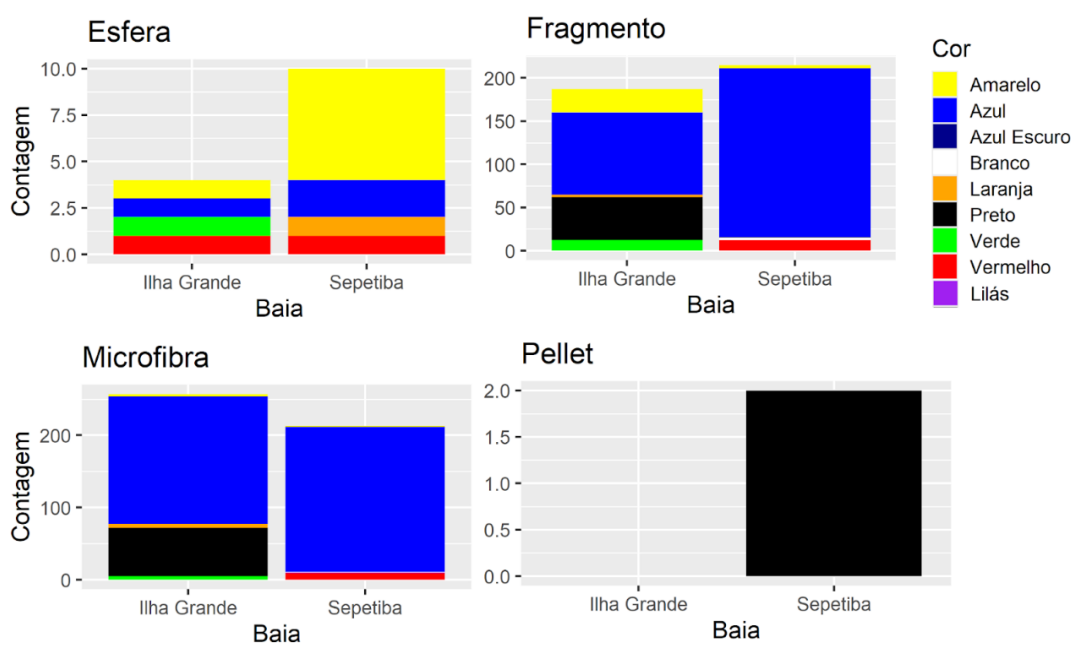 Esfera
Contagem
10.0
7.5
5.0
2.5
0.0
Ilha Grande
Sepetiba
Baia
Fragmento
200
150
100
50
0
Ilha Grande
Sepetiba
Baia
Cor
Amarelo
Azul
Azul Escuro
Branco
Laranja
Preto
Verde
Vermelho
Lilás
Microfibra
Contagem
200
100
0
Ilha Grande
Sepetiba
Baia
Pellet
2.0
1.5
1.0
0.5
0.0
Ilha Grande
Sepetiba
Baia